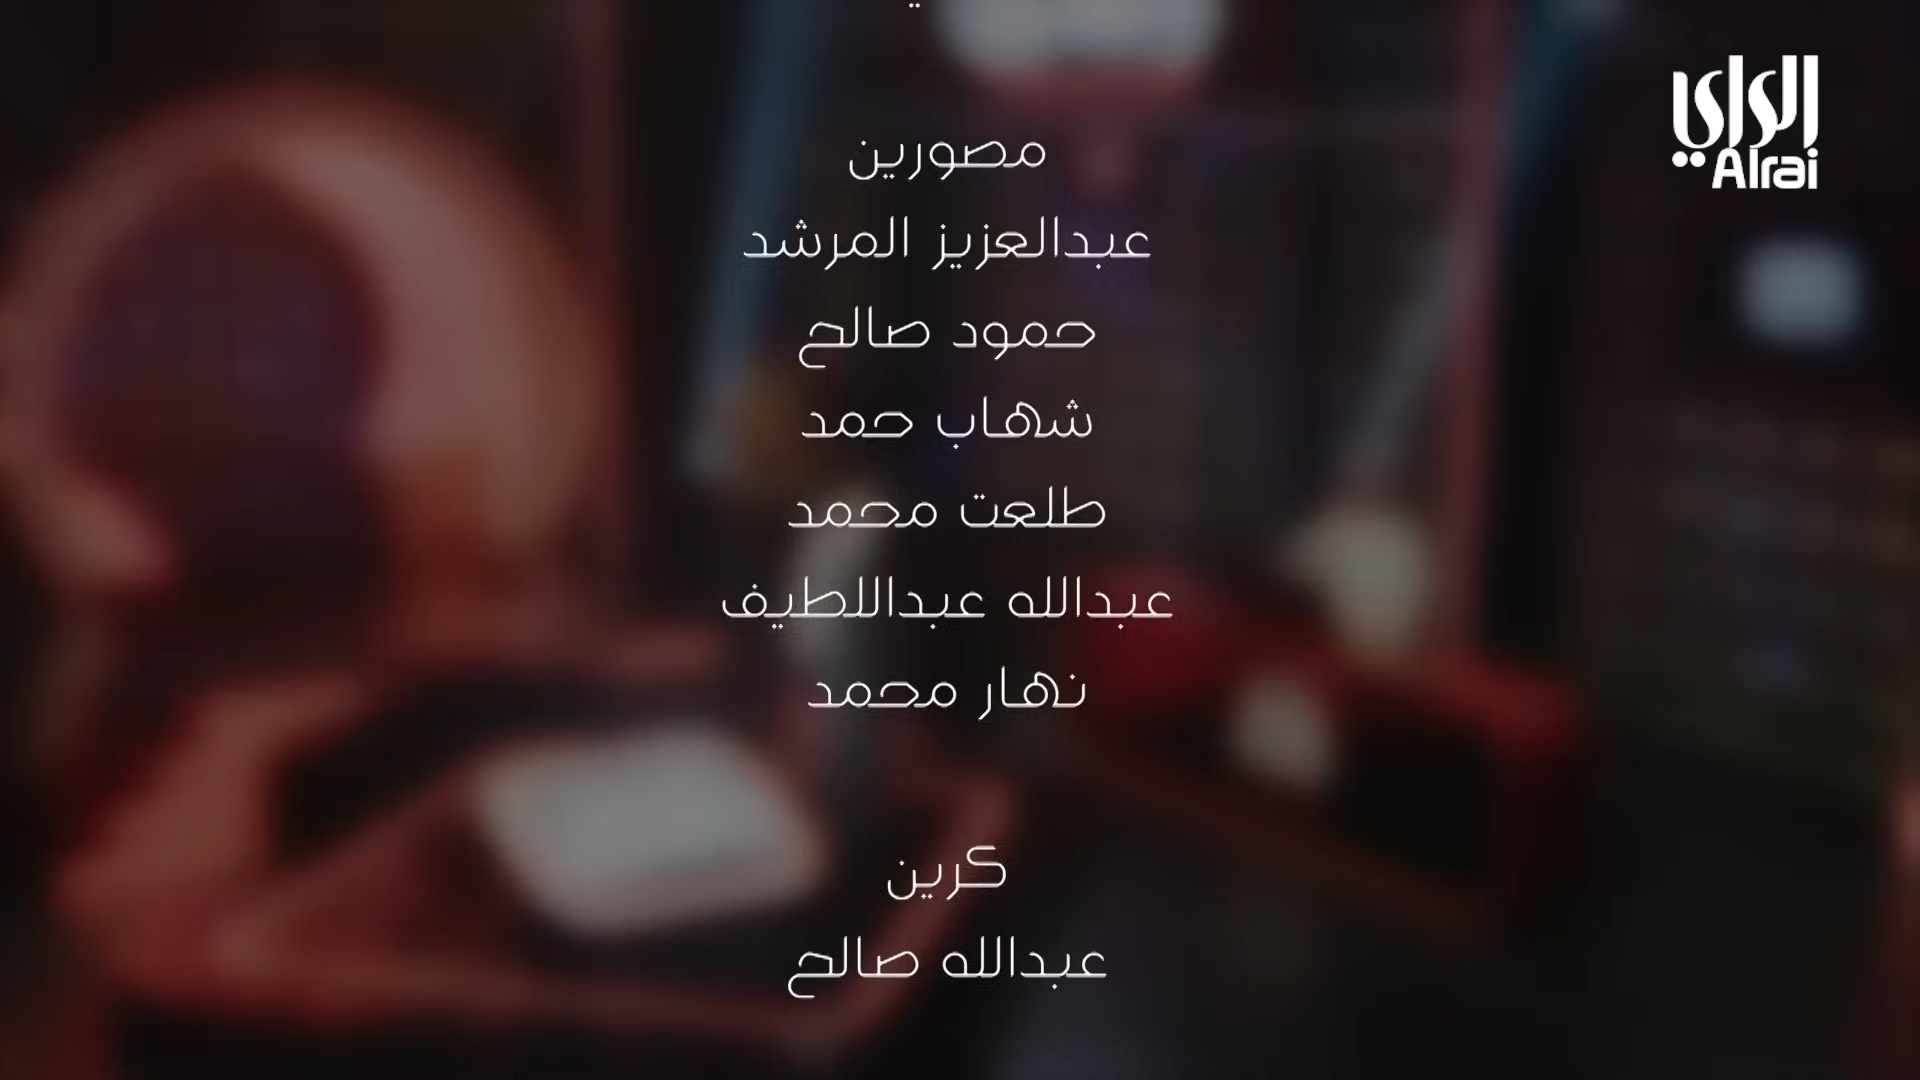 الراي
Alrai
مصورين
عبدالعزيز المرشد
حمود صالح
شهاب حمد
طلعت محمد
عبدالله عبداللطيف
نهار محمد
كرين
عبدالله صالح